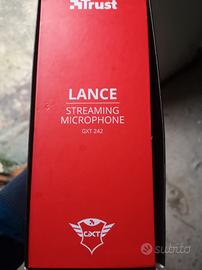 Trust
LANCE
STREAMING
MICROPHONE
GXT 242
GXT
subito